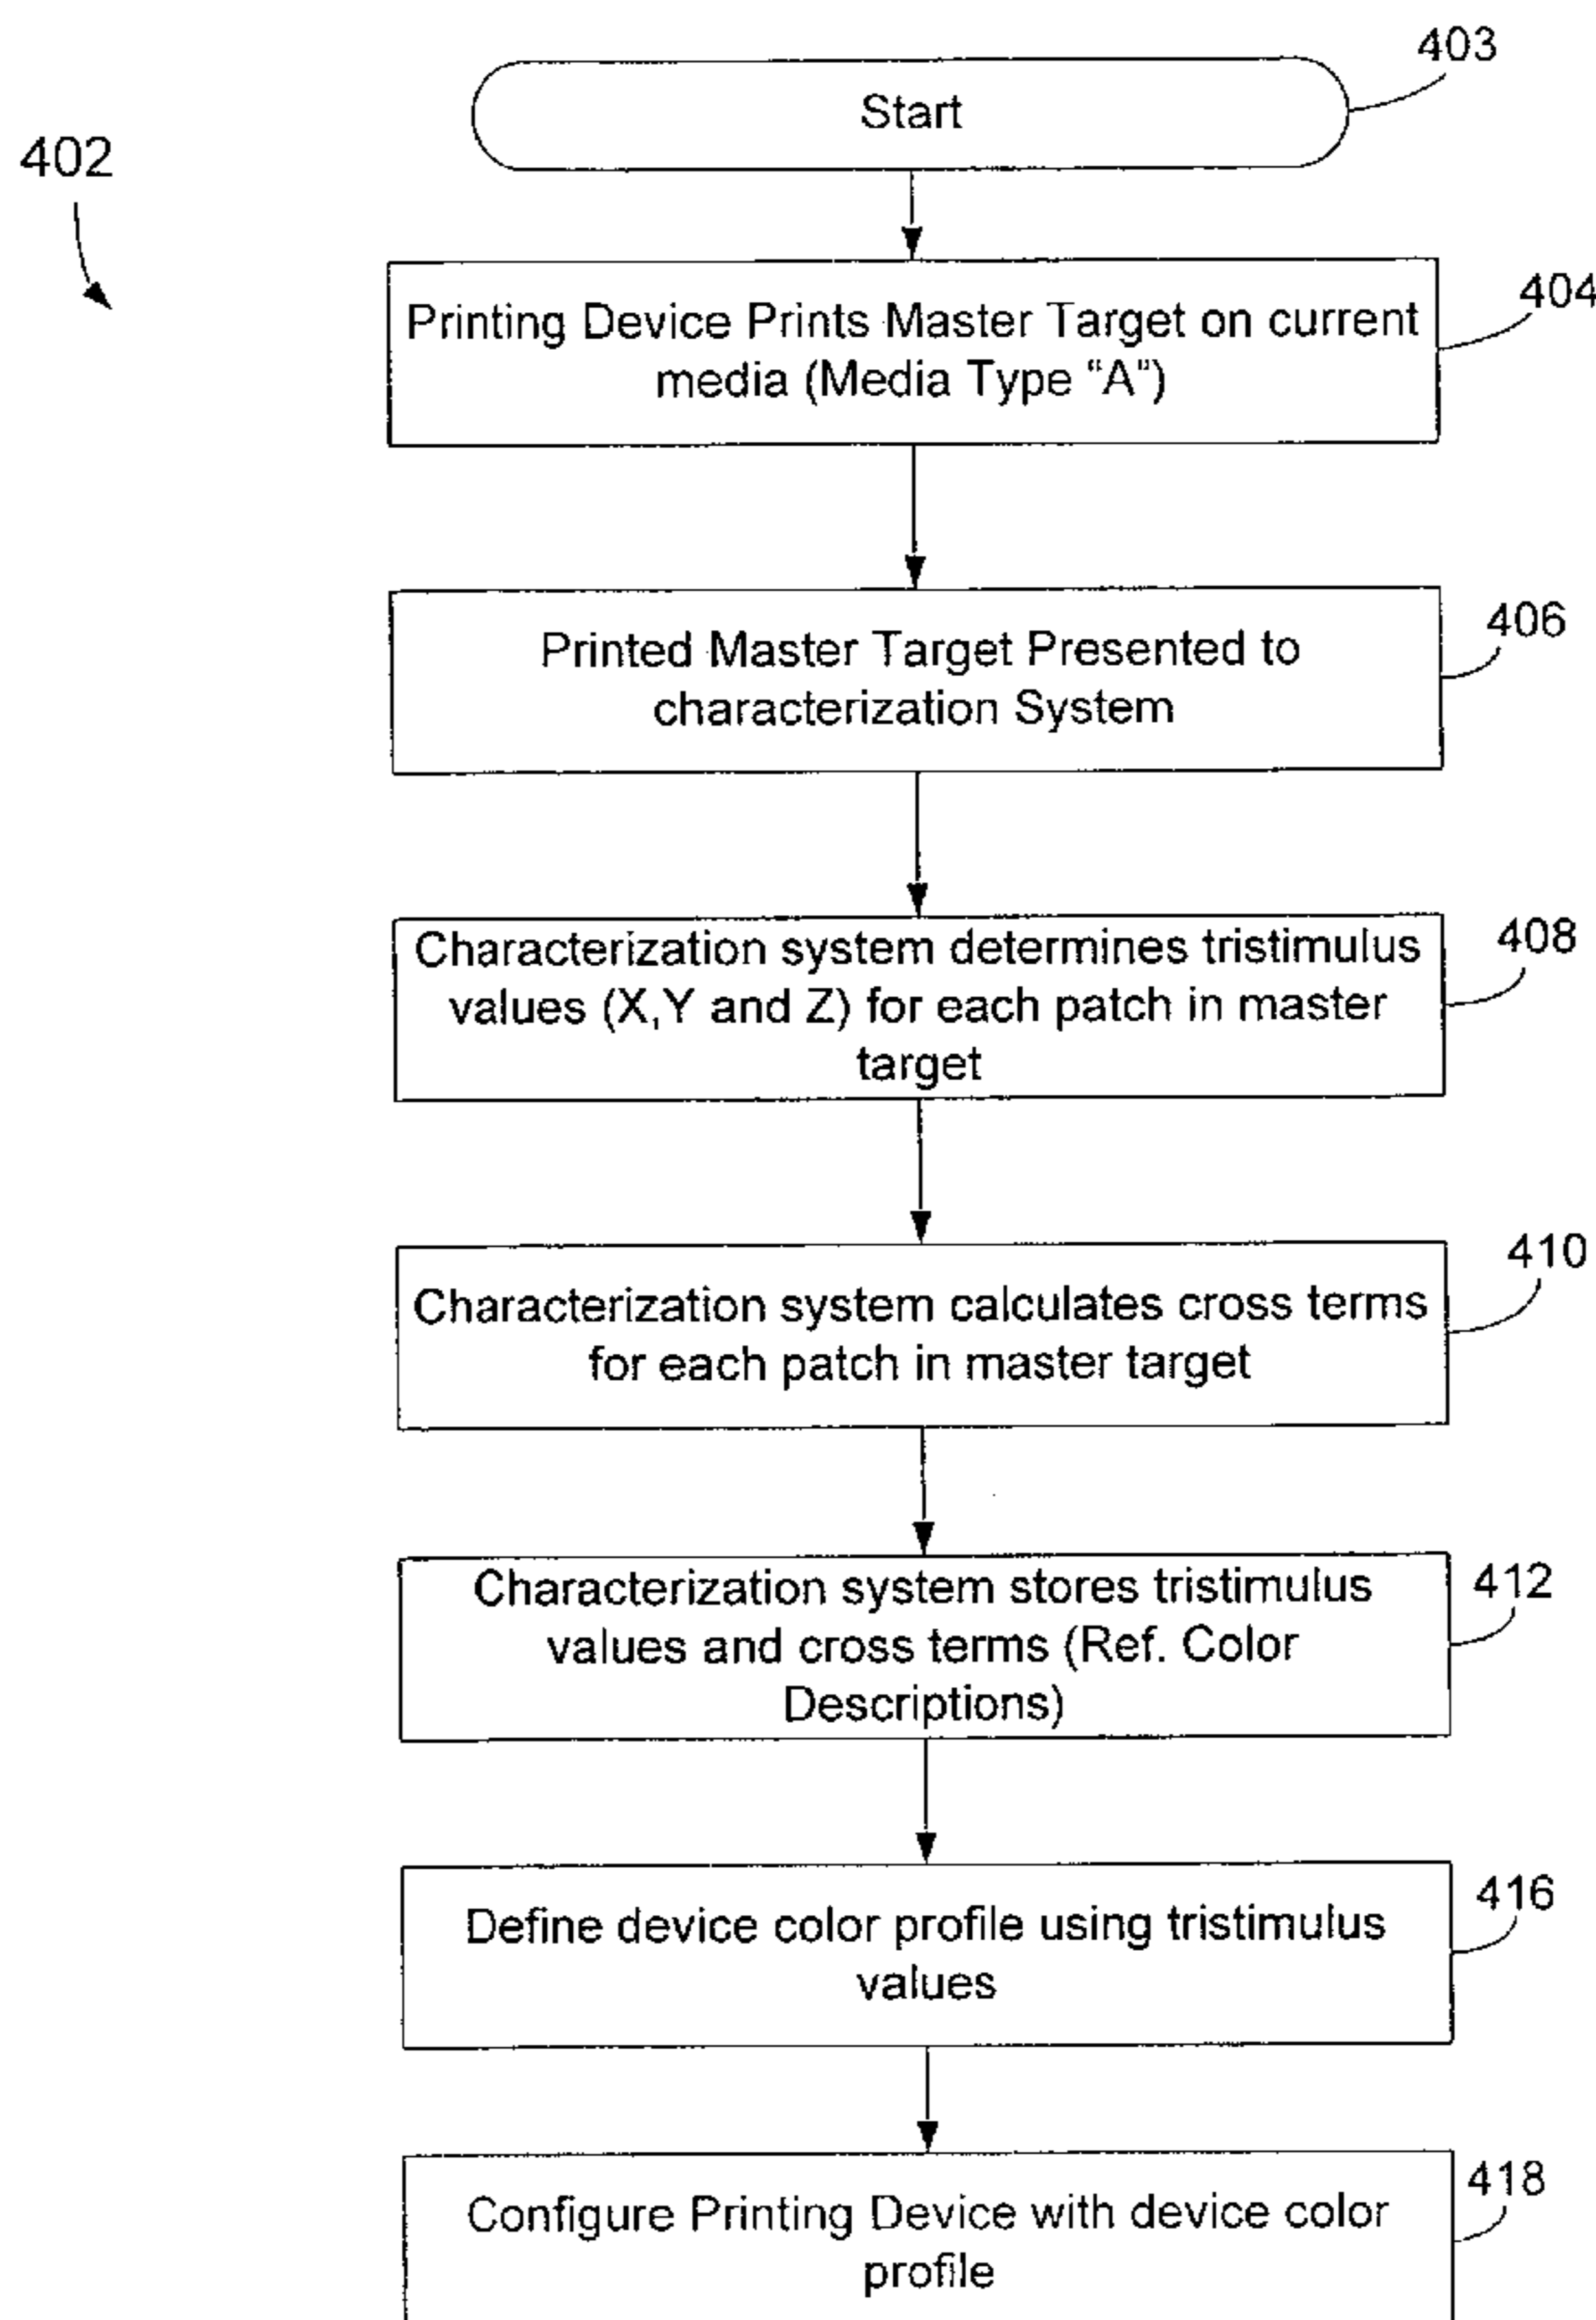 403
Start
402
404
Printing Device Prints Master Target on current
media (Media Type “A”)
406
Printed Master Target Presented to
characterization System
408
Characterization system determines tristimulus
values (X,Y and Z) for each patch in master
target
410
Characterization system calculates cross terms
for each patch in master target
412
Characterization system stores tristimulus
values and cross terms (Ref. Color
Descriptions)
416
Define device color profile using tristimulus
values
418
Configure Printing Device with device color
profile